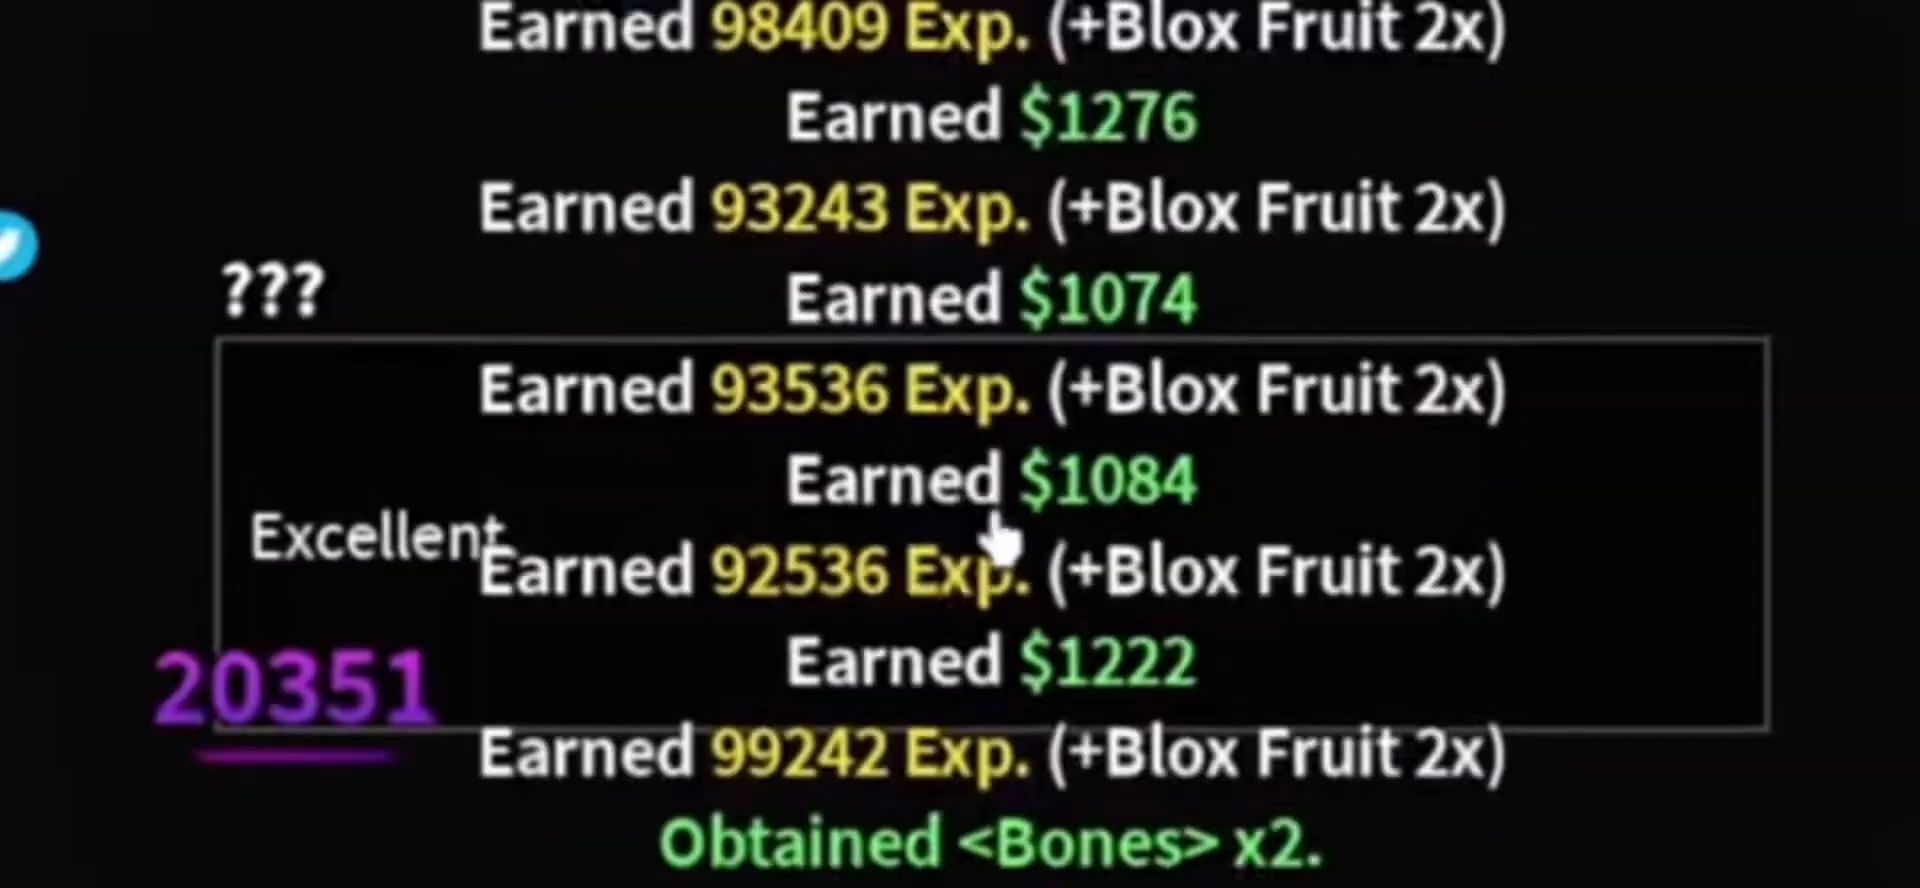 Earned 98409 Exp. (+Blox Fruit 2x)
Earned $1276
Earned 93243 Exp. (+Blox Fruit 2x)
???
Earned $1074
Earned 93536 Exp. (+Blox Fruit 2x)
Earned $1084
Excellent
Earned 92536 Exp. (+Blox Fruit 2x)
Earned $1222
20351
Earned 99242 Exp. (+Blox Fruit 2x)
Obtained <Bones> x2.